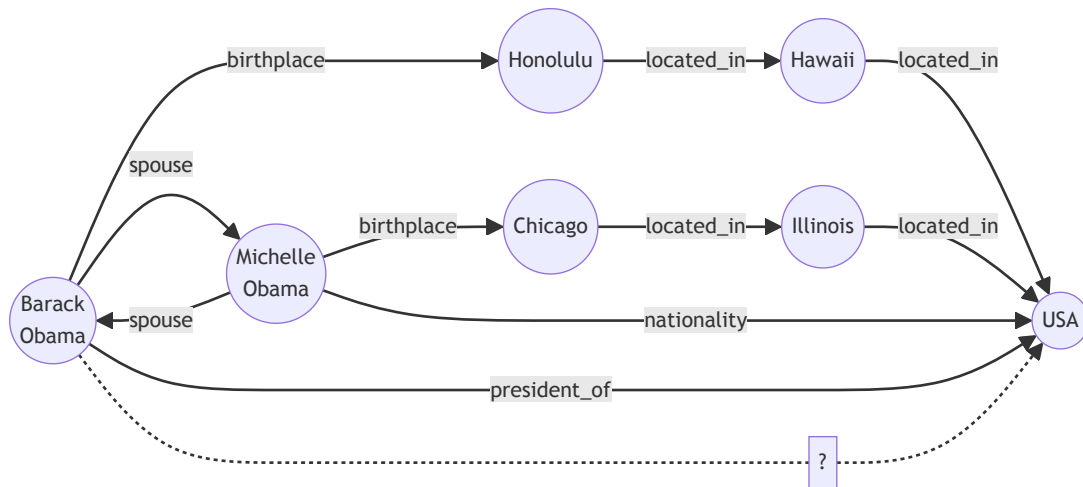 birthplace
Honolulu
located_in
Hawaii
located_in
spouse
birthplace
Chicago
located_in
Illinois
located_in
Michelle
Obama
Barack
Obama
spouse
nationality
USA
president_of
?